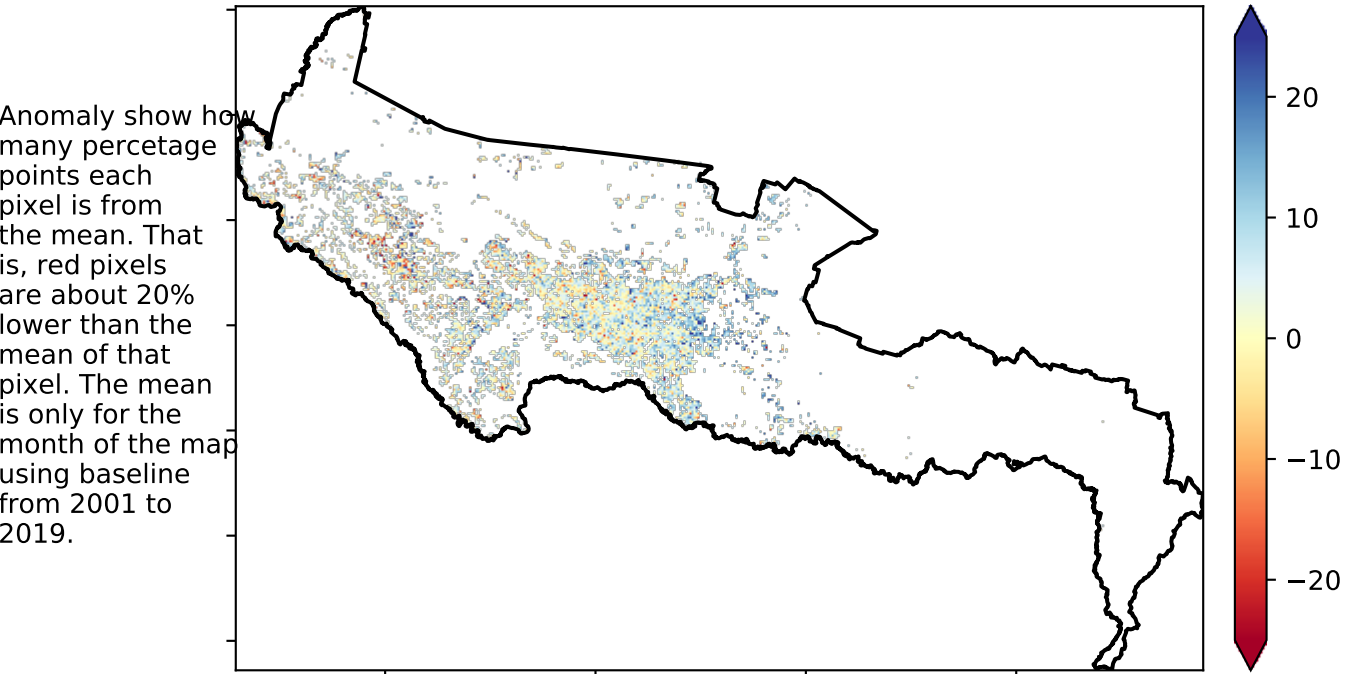 Anomaly show how
many percetage
points each
pixel is from
the mean. That
is, red pixels
are about 20%
lower than the
mean of that
pixel. The mean
is only for the
month of the map
using baseline
from 2001 to
2019.
20
10
0
−10
−20